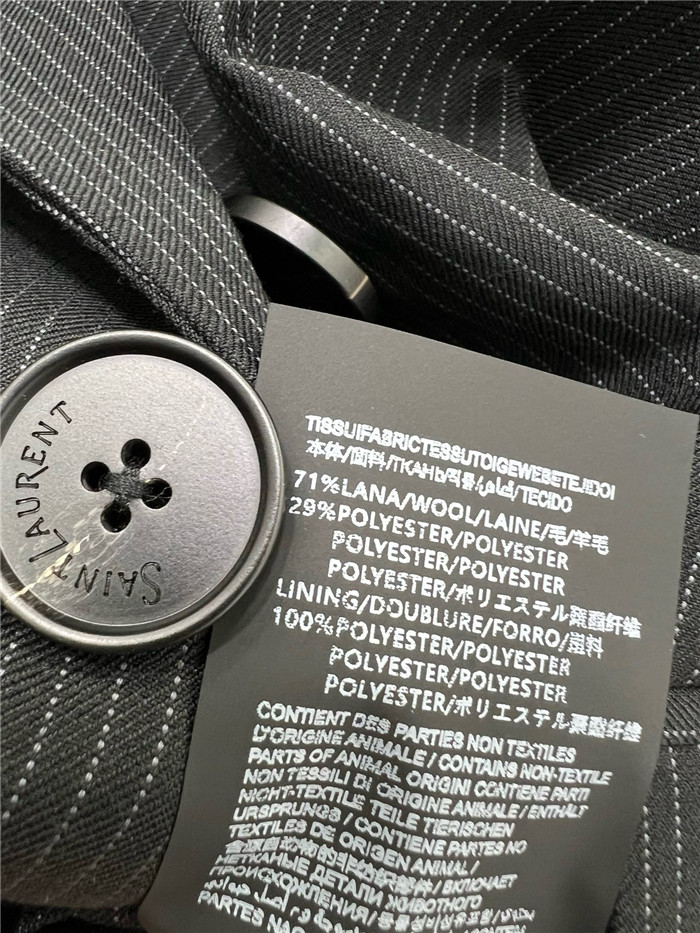 SAINT LAURENT
TISSU/FABRIC/TESSUTO/GEWEBE/TEJIDO/
本体/面料/ТКАНЬ/직물/قماش/TECIDO
71%LANA/WOOL/LAINE/毛/羊毛
29%POLYESTER/POLYESTER
POLYESTER/POLYESTER
POLYESTER/ポリエステル聚酯纤维
LINING/DOUBLURE/FORRO/里料
100%POLYESTER/POLYESTER
POLYESTER/POLYESTER
POLYESTER/ポリエステル聚酯纤维
CONTIENT DES PARTIES NON TEXTILES
D'ORIGINE ANIMALE / CONTAINS NON-TEXTILE
PARTS OF ANIMAL ORIGIN CONTIENE PARTI
NON TESSILI DI ORIGINE ANIMALE / ENTHÄLT
NICHT-TEXTILE TEILE TIERISCHEN
URSPRUNGS / CONTIENE PARTES NO
TEXTILES DE ORIGEN ANIMAL /
НЕТКАНЫЕ ДЕТАЛИ ЖИВОТНОГО
ПРОИСХОЖДЕНИЯ/
PARTES